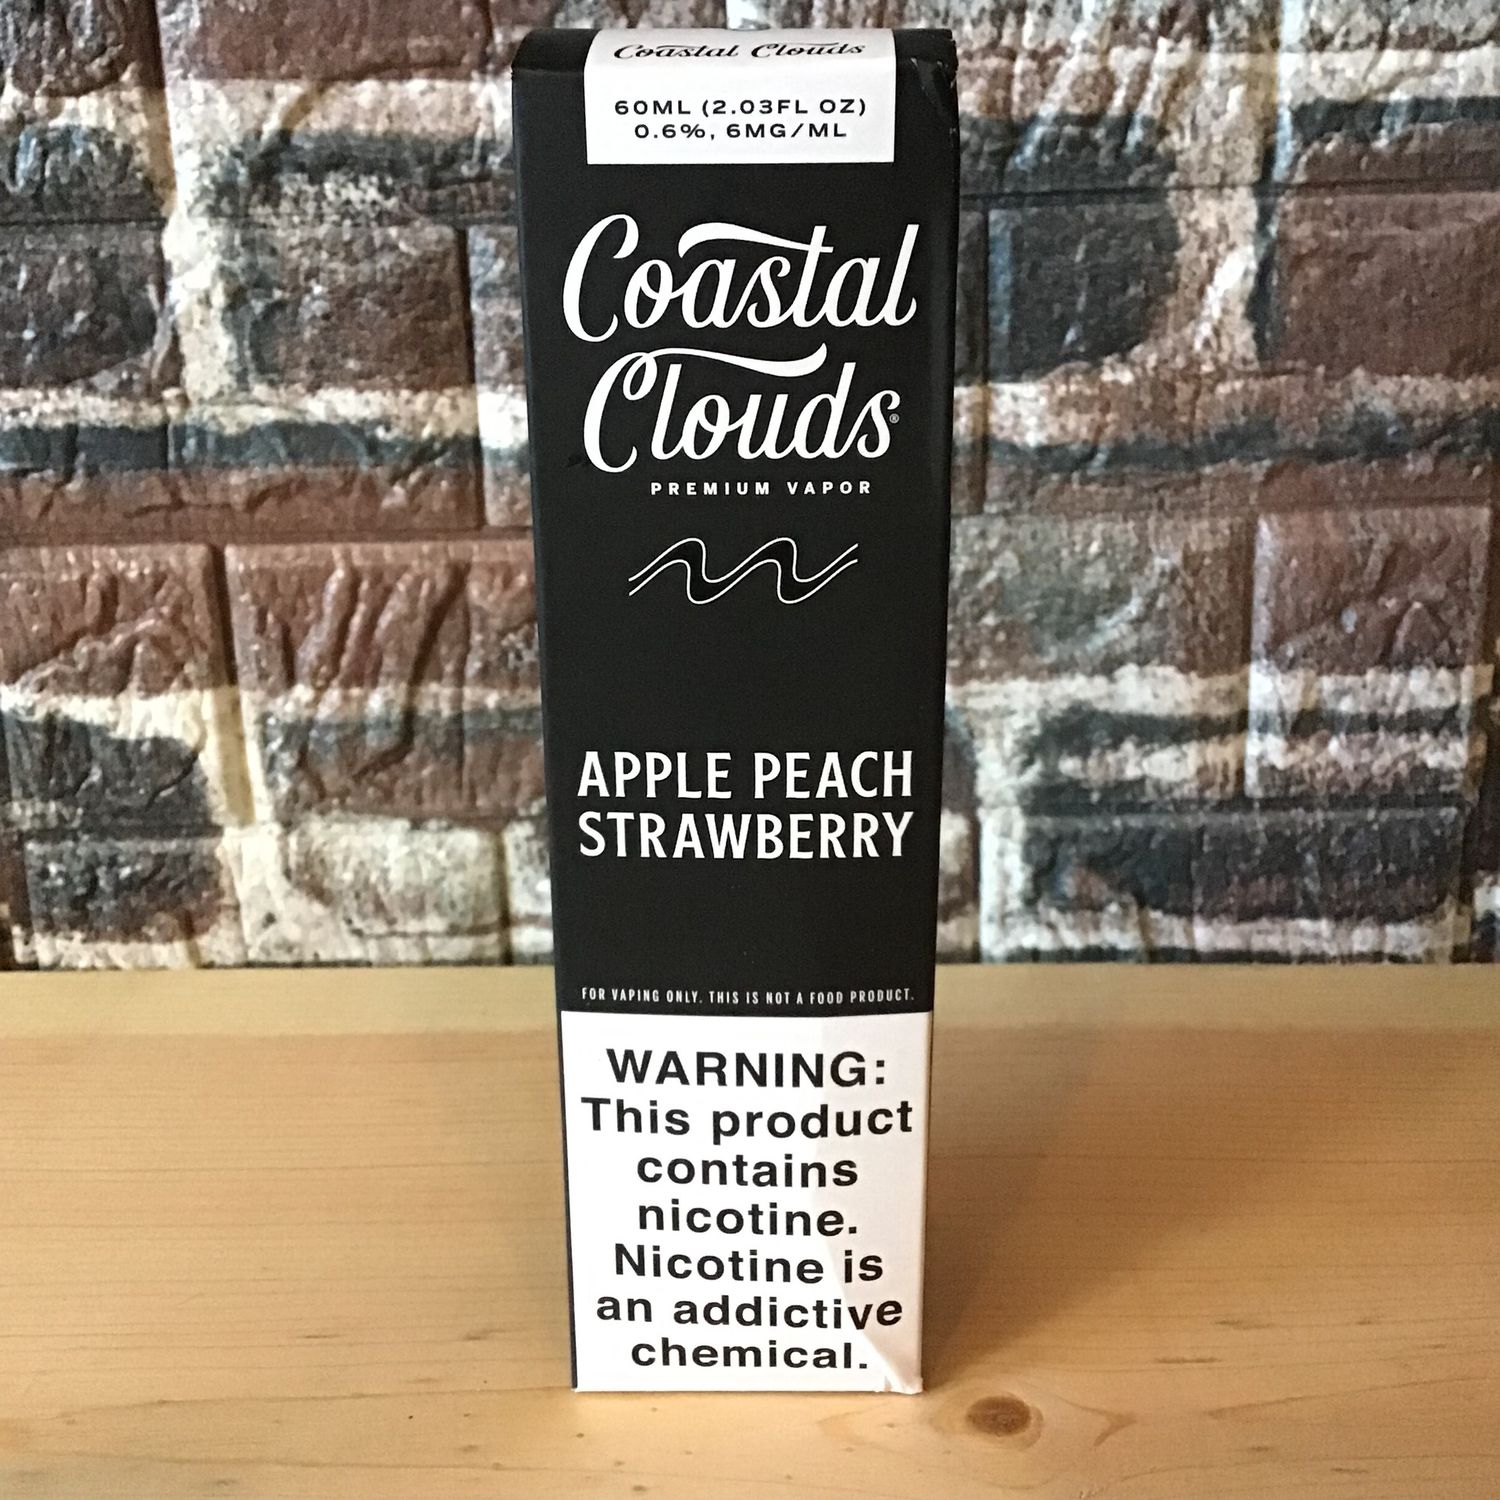 Coastal Clouds
60ML (2.03FL OZ)
0.6%, 6MG/ML
Coastal
Clouds®
PREMIUM VAPOR
APPLE PEACH
STRAWBERRY
FOR VAPING ONLY. THIS IS NOT A FOOD PRODUCT.
WARNING:
This product
contains
nicotine.
Nicotine is
an addictive
chemical.